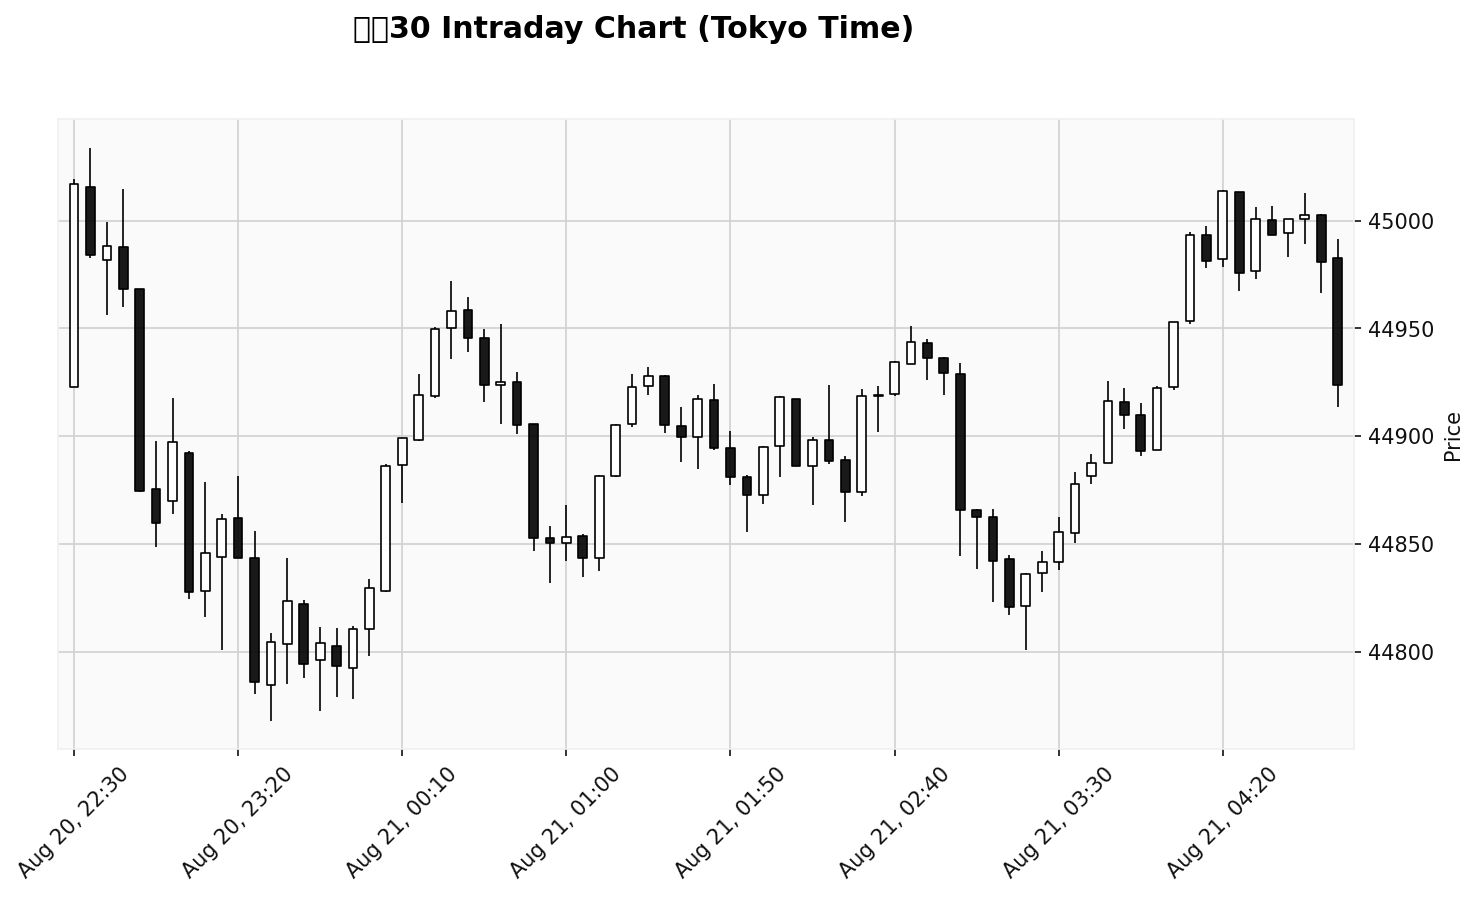 30 Intraday Chart (Tokyo Time)
45000
44950
44900
44850
44800
Price
Aug 20, 22:30
Aug 20, 23:20
Aug 21, 00:10
Aug 21, 01:00
Aug 21, 01:50
Aug 21, 02:40
Aug 21, 03:30
Aug 21, 04:20